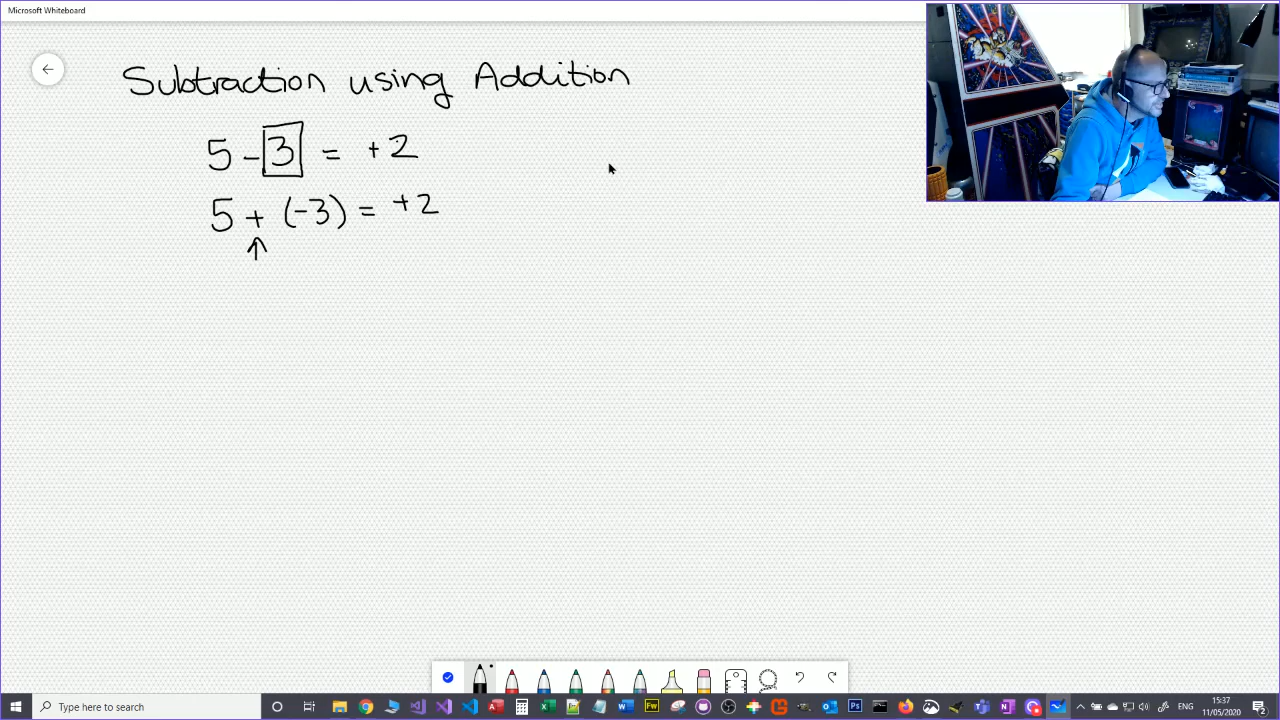 Microsoft Whiteboard
Subtraction using Addition
5 - 3 = +2
5 + (-3) = +2
↑
Type here to search
ENG
15:37
11/05/2020
2